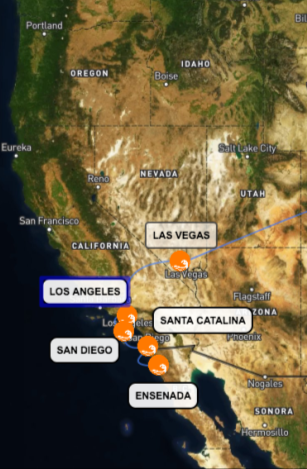 Portland
IDAHO
OREGON
Boise
Eureka
Salt Lake City
Reno
NEVADA
UTAH
San Francisco
LAS VEGAS
CALIFORNIA
Las Vegas
LOS ANGELES
Flagstaff
SANTA CATALINA
SAN DIEGO
Phoenix
ENSENADA
Nogales
SONORA
Hermosillo